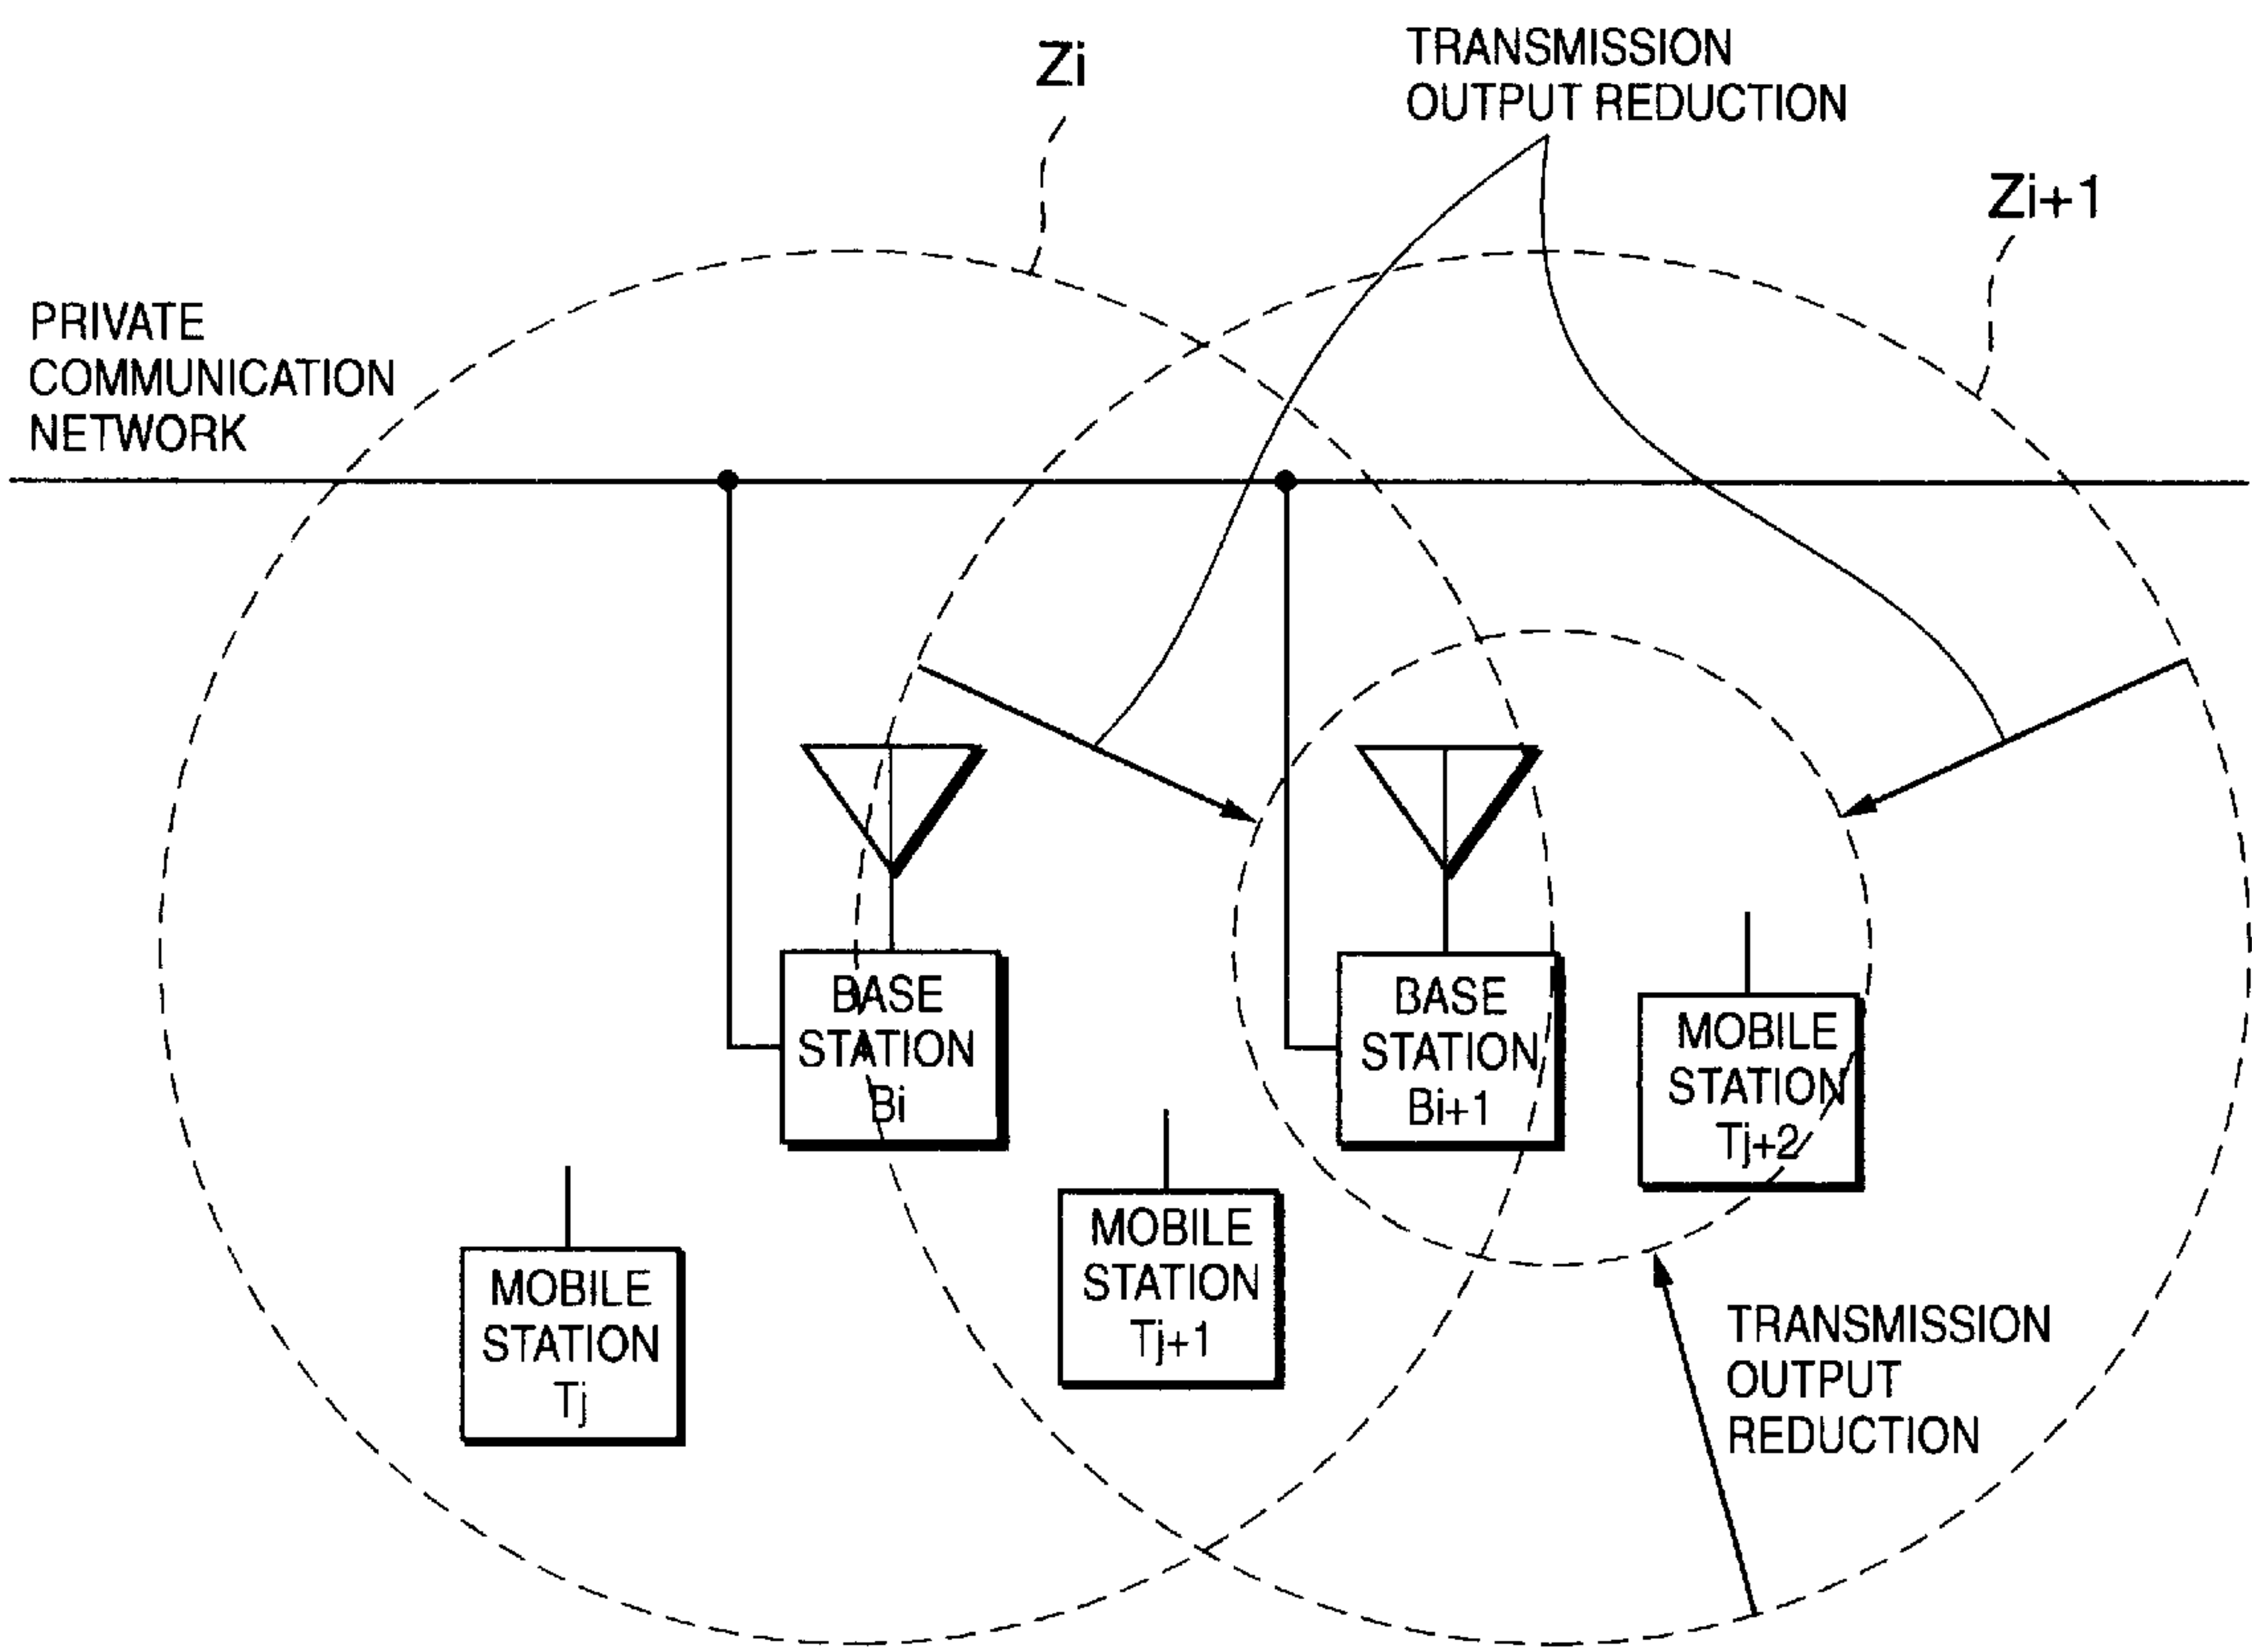 Zi
TRANSMISSION
OUTPUT REDUCTION
Zi+1
PRIVATE
COMMUNICATION
NETWORK
BASE
STATION
Bi
BASE
STATION
Bi+1
MOBILE
STATION
Tj+2
MOBILE
STATION
Tj+1
MOBILE
STATION
Tj
TRANSMISSION
OUTPUT
REDUCTION